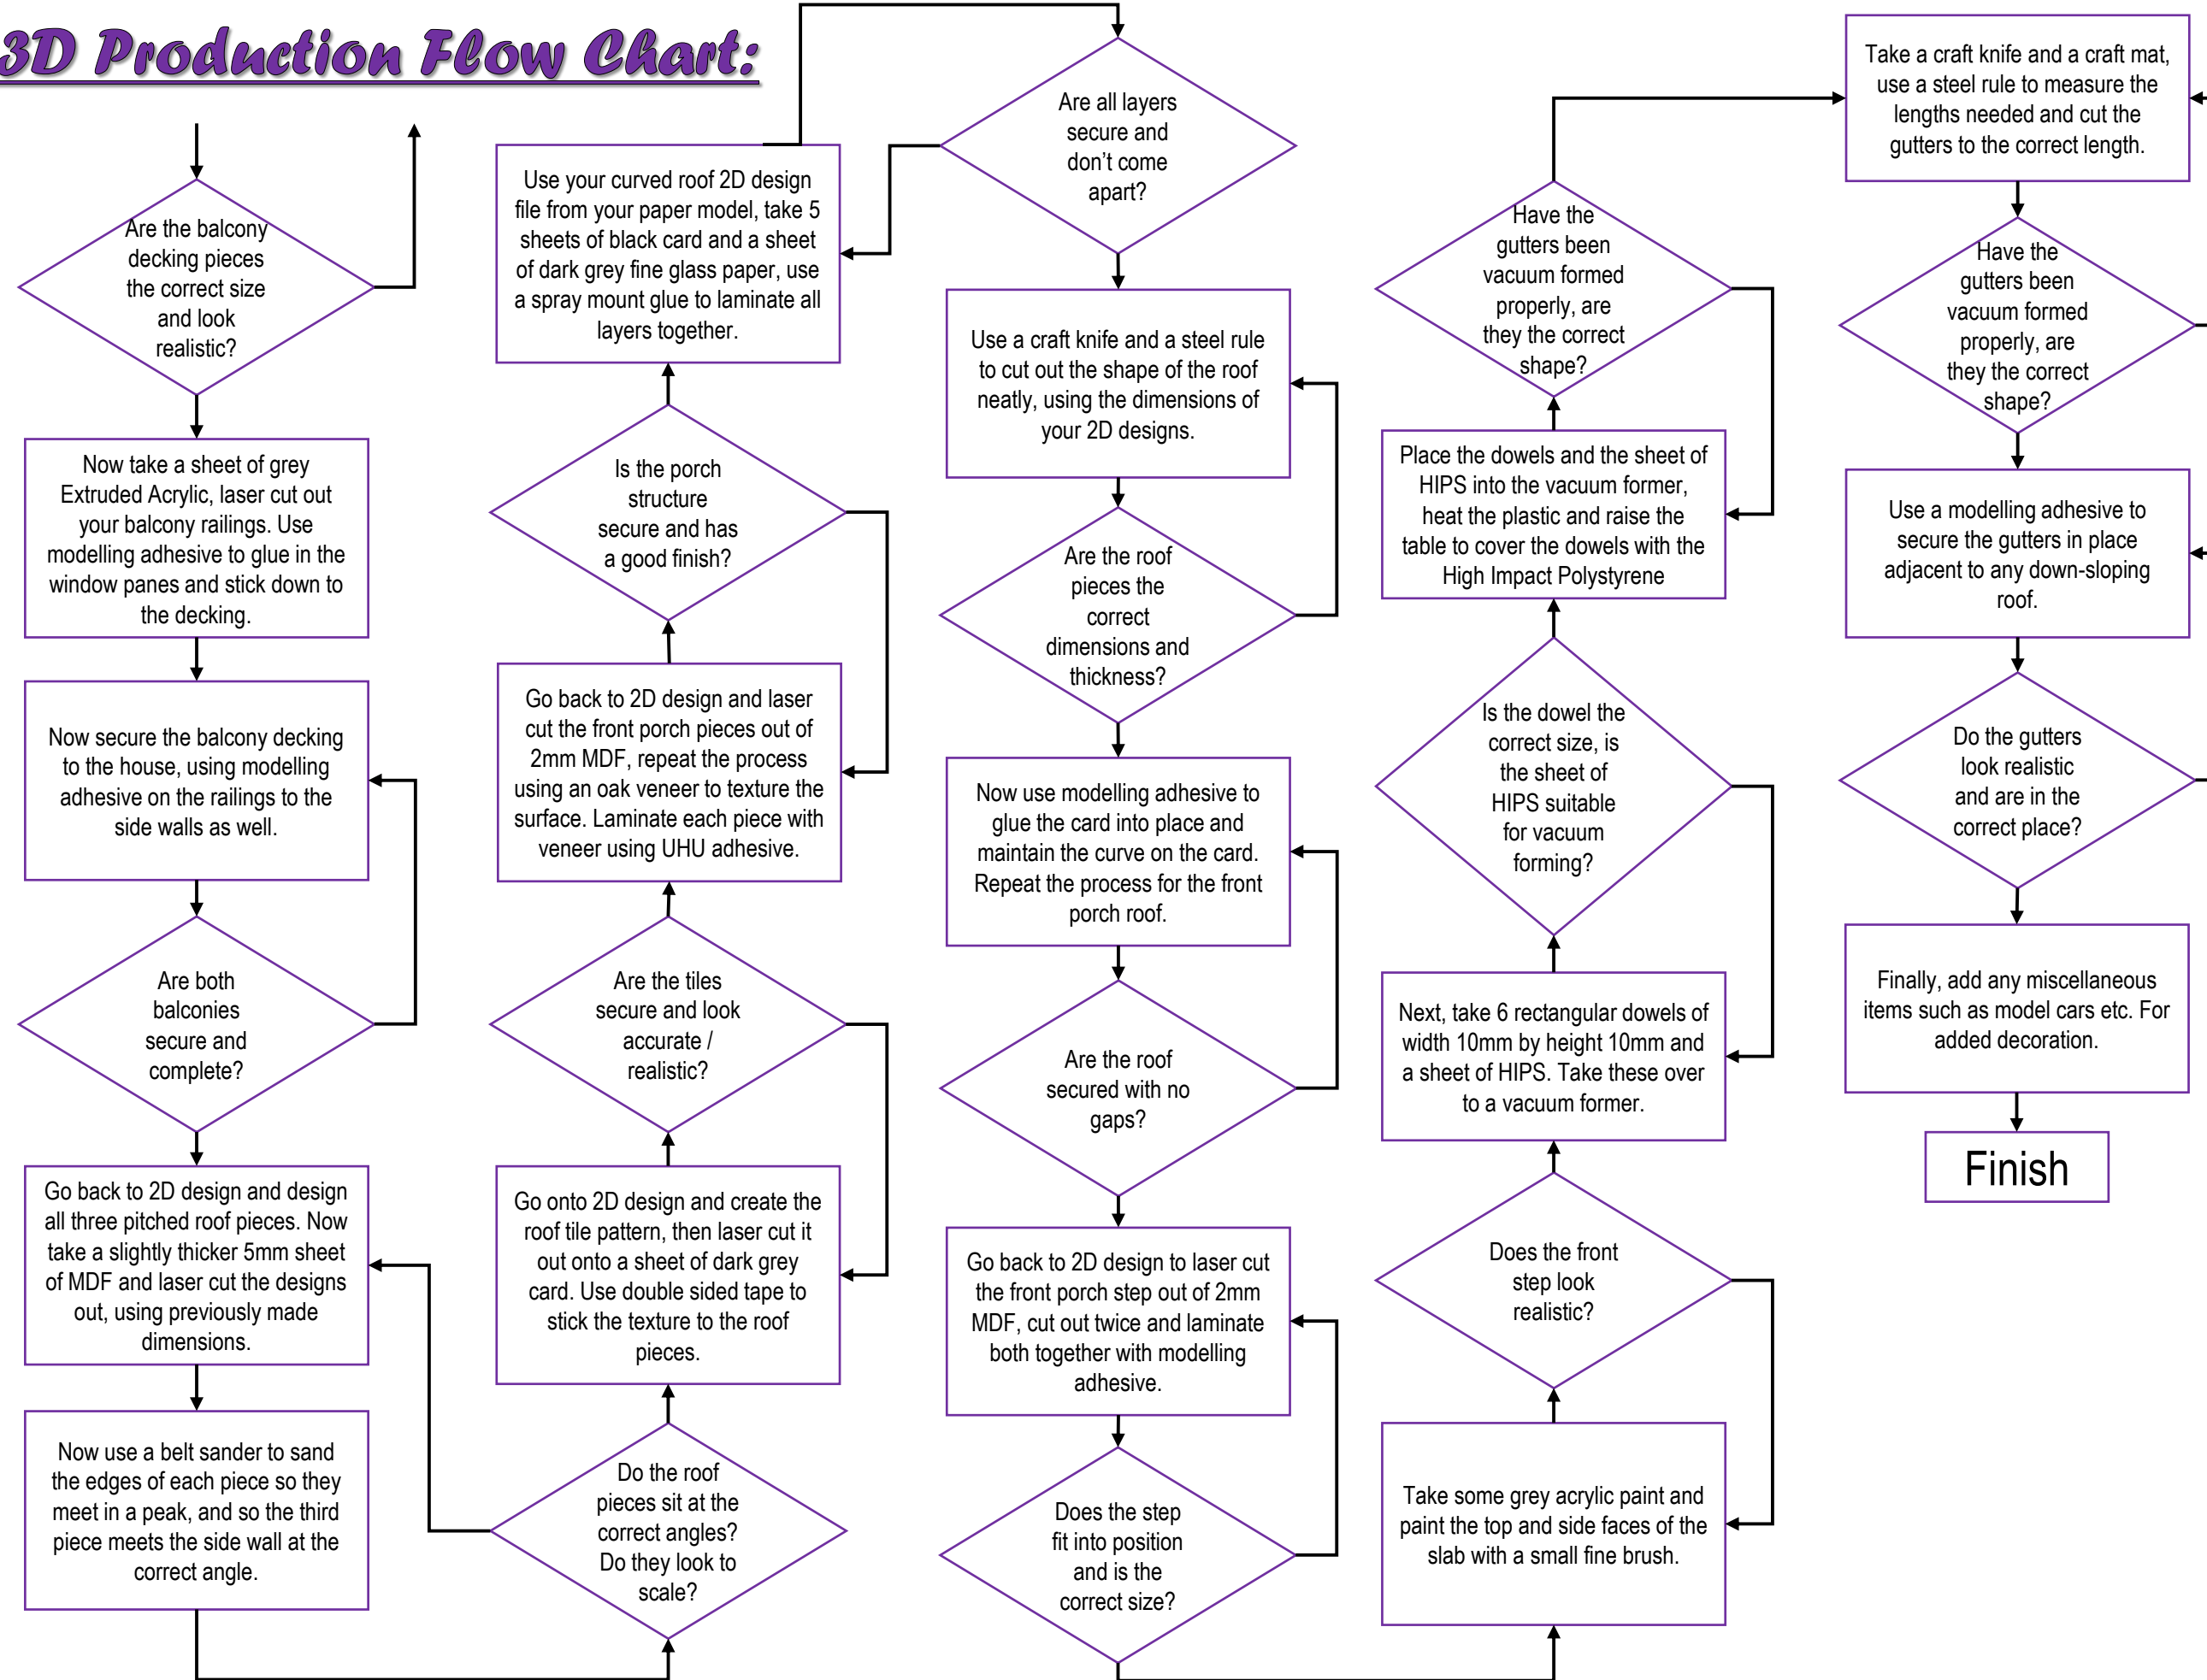 3D Production Flow Chart:
Are the balcony
decking pieces
the correct size
and look
realistic?
Now take a sheet of grey
Extruded Acrylic, laser cut out
your balcony railings. Use
modelling adhesive to glue in the
window panes and stick down to
the decking.
Now secure the balcony decking
to the house, using modelling
adhesive on the railings to the
side walls as well.
Are both
balconies
secure and
complete?
Go back to 2D design and design
all three pitched roof pieces. Now
take a slightly thicker 5mm sheet
of MDF and laser cut the designs
out, using previously made
dimensions.
Now use a belt sander to sand
the edges of each piece so they
meet in a peak, and so the third
piece meets the side wall at the
correct angle.
Do the roof
pieces sit at the
correct angles?
Do they look to
scale?
Go onto 2D design and create the
roof tile pattern, then laser cut it
out onto a sheet of dark grey
card. Use double sided tape to
stick the texture to the roof
pieces.
Are the tiles
secure and look
accurate /
realistic?
Go back to 2D design and laser
cut the front porch pieces out of
2mm MDF, repeat the process
using an oak veneer to texture the
surface. Laminate each piece with
veneer using UHU adhesive.
Is the porch
structure
secure and has
a good finish?
Use your curved roof 2D design
file from your paper model, take 5
sheets of black card and a sheet
of dark grey fine glass paper, use
a spray mount glue to laminate all
layers together.
Are all layers
secure and
don't come
apart?
Use a craft knife and a steel rule
to cut out the shape of the roof
neatly, using the dimensions of
your 2D designs.
Are the roof
pieces the
correct
dimensions and
thickness?
Now use modelling adhesive to
glue the card into place and
maintain the curve on the card.
Repeat the process for the front
porch roof.
Are the roof
secured with no
gaps?
Go back to 2D design to laser cut
the front porch step out of 2mm
MDF, cut out twice and laminate
both together with modelling
adhesive.
Does the step
fit into position
and is the
correct size?
Take some grey acrylic paint and
paint the top and side faces of the
slab with a small fine brush.
Does the front
step look
realistic?
Next, take 6 rectangular dowels of
width 10mm by height 10mm and
a sheet of HIPS. Take these over
to a vacuum former.
Is the dowel the
correct size, is
the sheet of
HIPS suitable
for vacuum
forming?
Place the dowels and the sheet of
HIPS into the vacuum former,
heat the plastic and raise the
table to cover the dowels with the
High Impact Polystyrene
Have the
gutters been
vacuum formed
properly, are
they the correct
shape?
Take a craft knife and a craft mat,
use a steel rule to measure the
lengths needed and cut the
gutters to the correct length.
Have the
gutters been
vacuum formed
properly, are
they the correct
shape?
Use a modelling adhesive to
secure the gutters in place
adjacent to any down-sloping
roof.
Do the gutters
look realistic
and are in the
correct place?
Finally, add any miscellaneous
items such as model cars etc. For
added decoration.
Finish